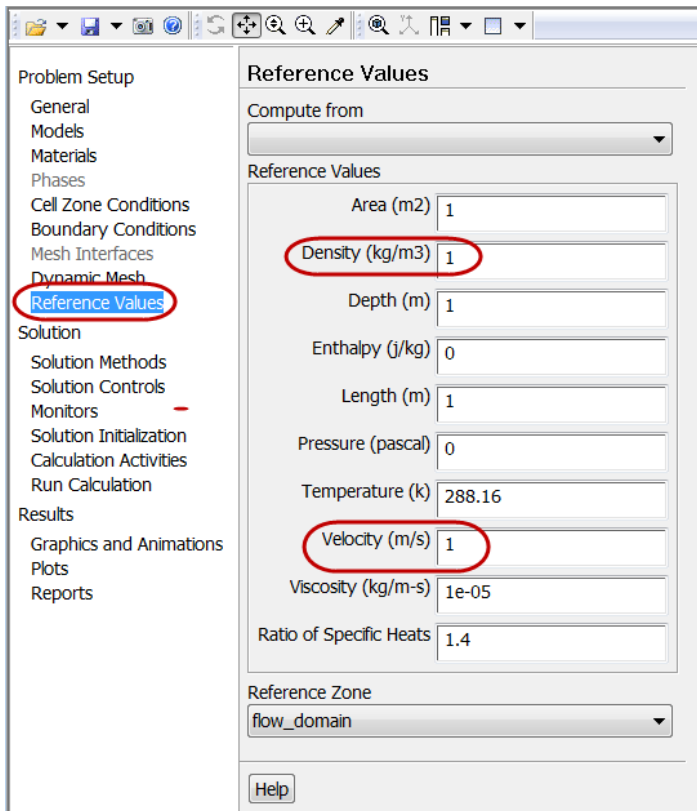 Problem Setup
General
Models
Materials
Phases
Cell Zone Conditions
Boundary Conditions
Mesh Interfaces
Dynamic Mesh
Reference Values
Solution
Solution Methods
Solution Controls
Monitors
Solution Initialization
Calculation Activities
Run Calculation
Results
Graphics and Animations
Plots
Reports
Reference Values
Compute from
Reference Values
Area (m2) 1
Density (kg/m3) 1
Depth (m) 1
Enthalpy (j/kg) 0
Length (m) 1
Pressure (pascal) 0
Temperature (k) 288.16
Velocity (m/s) 1
Viscosity (kg/m-s) 1e-05
Ratio of Specific Heats 1.4
Reference Zone
flow_domain
Help